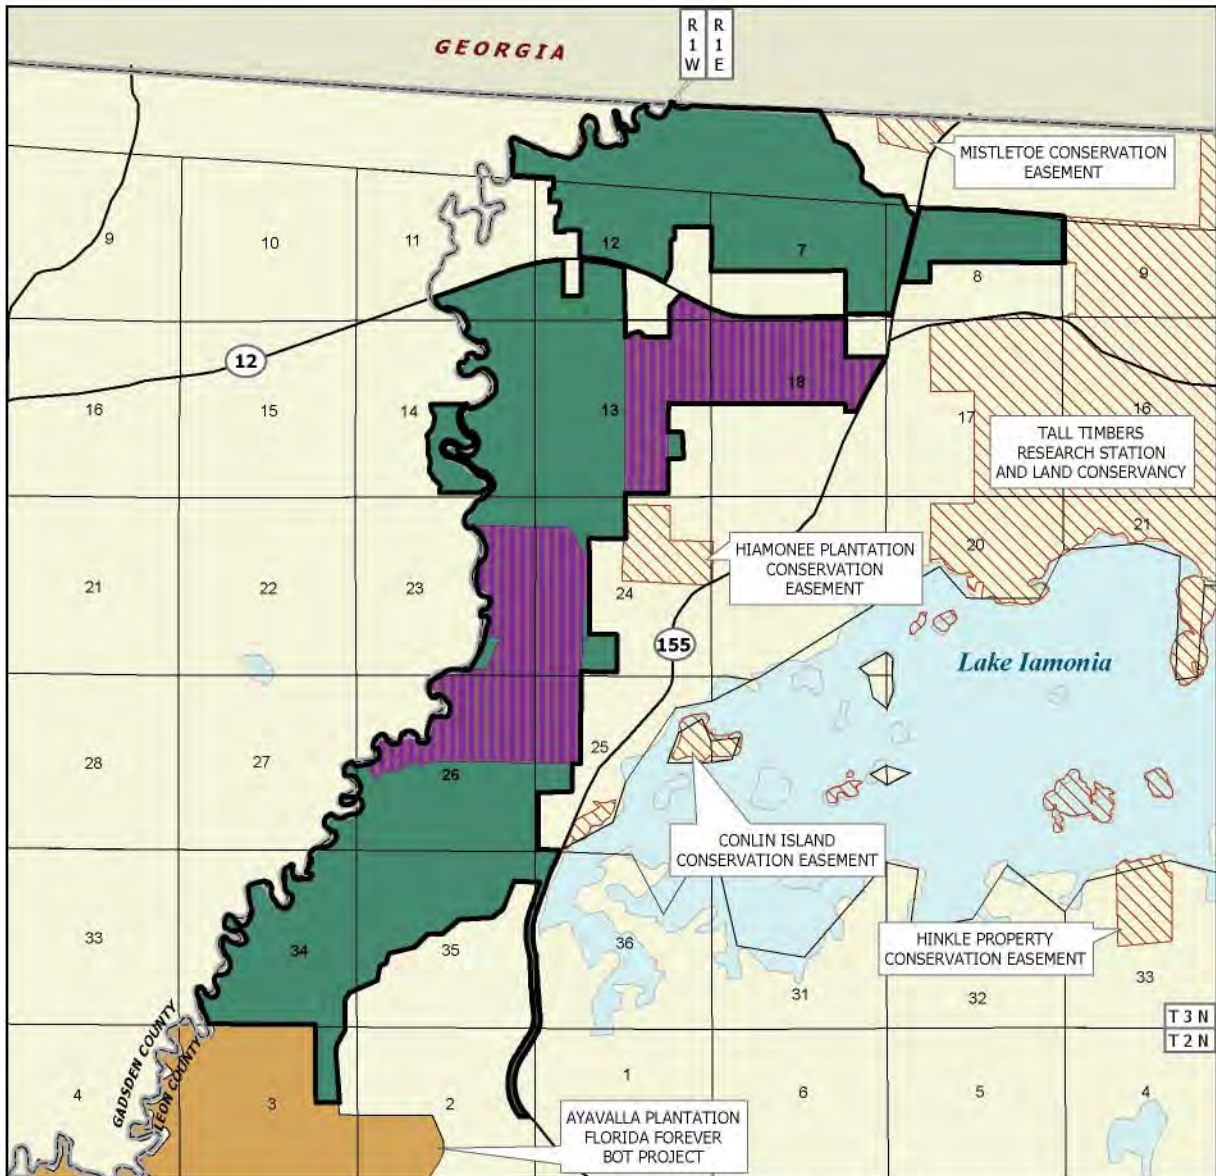 GEORGIA
R R
1 1
W E
MISTLETOE CONSERVATION
EASEMENT
9
10
11
12
7
8
9
12
16
15
14
13
18
17
16
TALL TIMBERS
RESEARCH STATION
AND LAND CONSERVANCY
21
22
23
24
20
21
HIAMONEE PLANTATION
CONSERVATION
EASEMENT
155
Lake Iamonia
28
27
26
25
CONLIN ISLAND
CONSERVATION EASEMENT
33
34
35
36
31
32
33
HINKLE PROPERTY
CONSERVATION EASEMENT
T 3 N
T 2 N
GADSDEN COUNTY
LEON COUNTY
4
3
2
1
6
5
4
AYAVALLA PLANTATION
FLORIDA FOREVER
BOT PROJECT